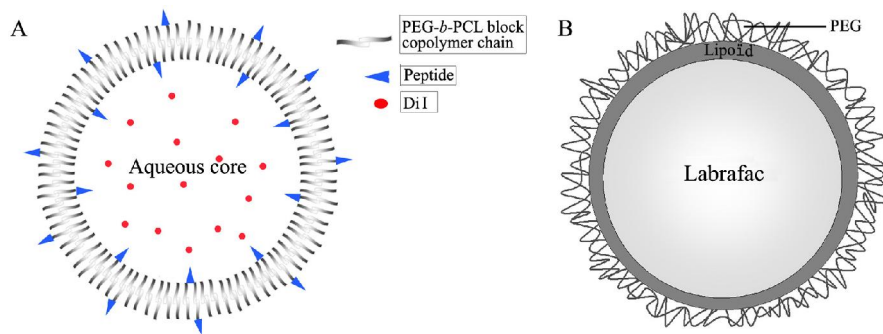 A
PEG-b-PCL block
copolymer chain
Peptide
DiI
Aqueous core
B
PEG
Lipoïd
Labrafac